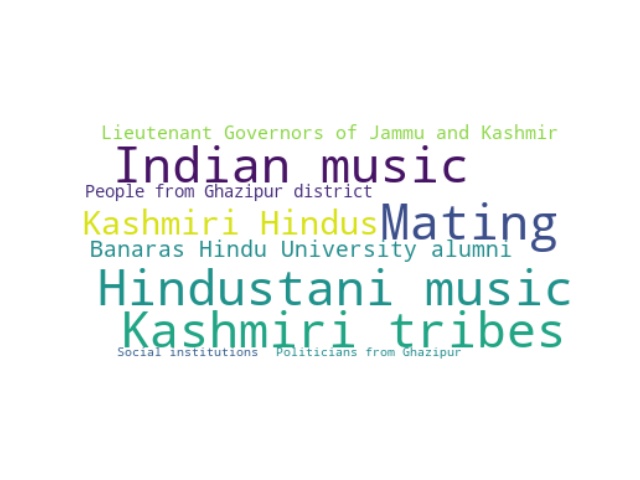 Lieutenant Governors of Jammu and Kashmir
Indian music
People from Ghazipur district
Kashmiri Hindus
Mating
Banaras Hindu University alumni
Hindustani music
Kashmiri tribes
Social institutions
Politicians from Ghazipur